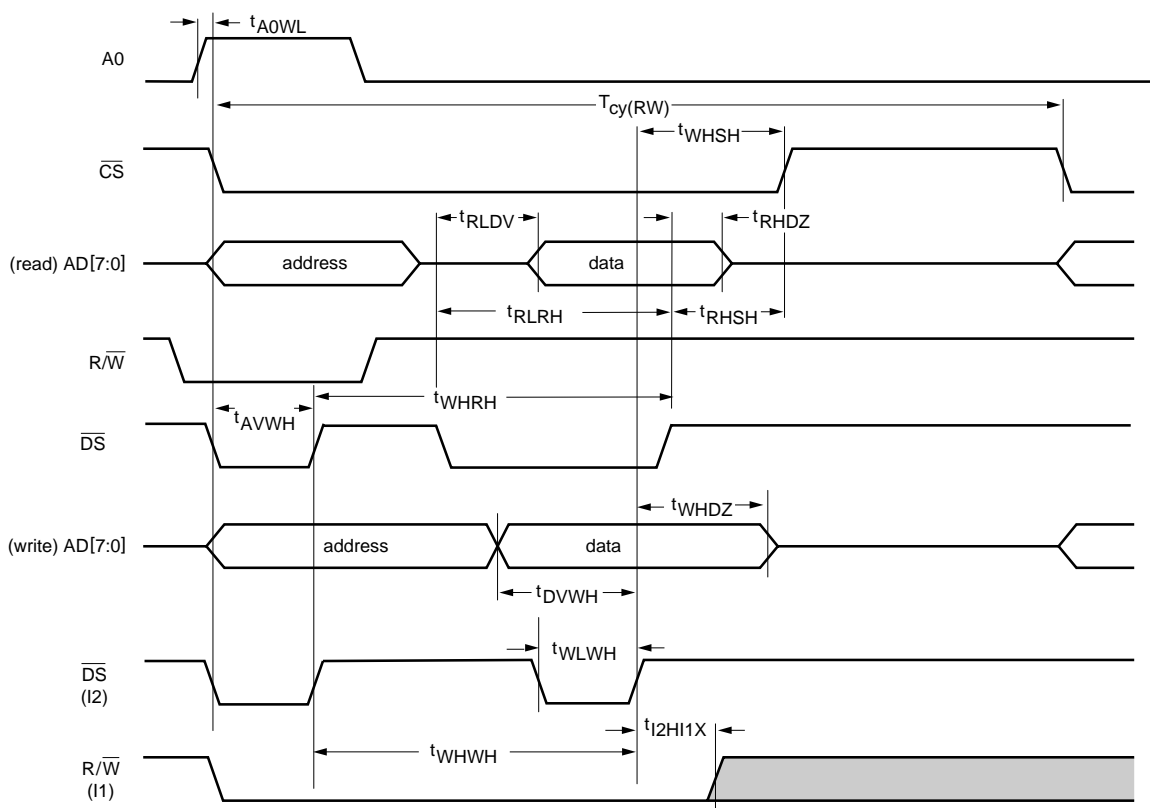 tA0WL
A0
Tcy(RW)
tWHSH
CS
tRLDV
tRHDZ
(read) AD[7:0]
address
data
tRLRH
tRHSH
R/W
tWHRH
tAVWH
DS
tWHDZ
(write) AD[7:0]
address
data
tDVWH
tWLWH
DS
(I2)
tI2HI1X
tWHWH
R/W
(I1)